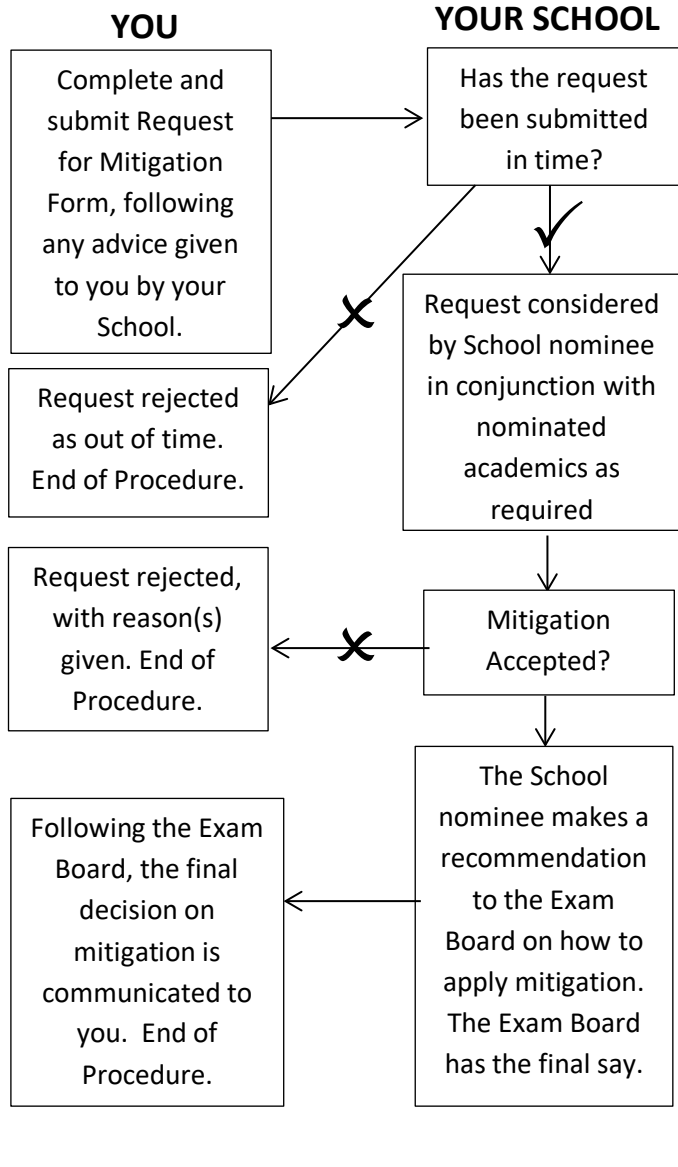 YOU
YOUR SCHOOL
Complete and
submit Request
for Mitigation
Form, following
any advice given
to you by your
School.
Has the request
been submitted
in time?
Request rejected
as out of time.
End of Procedure.
Request considered
by School nominee
in conjunction with
nominated
academics as
required
Mitigation
Accepted?
Request rejected,
with reason(s)
given. End of
Procedure.
The School
nominee makes a
recommendation
to the Exam
Board on how to
apply mitigation.
The Exam Board
has the final say.
Following the Exam
Board, the final
decision on
mitigation is
communicated to
you.  End of
Procedure.